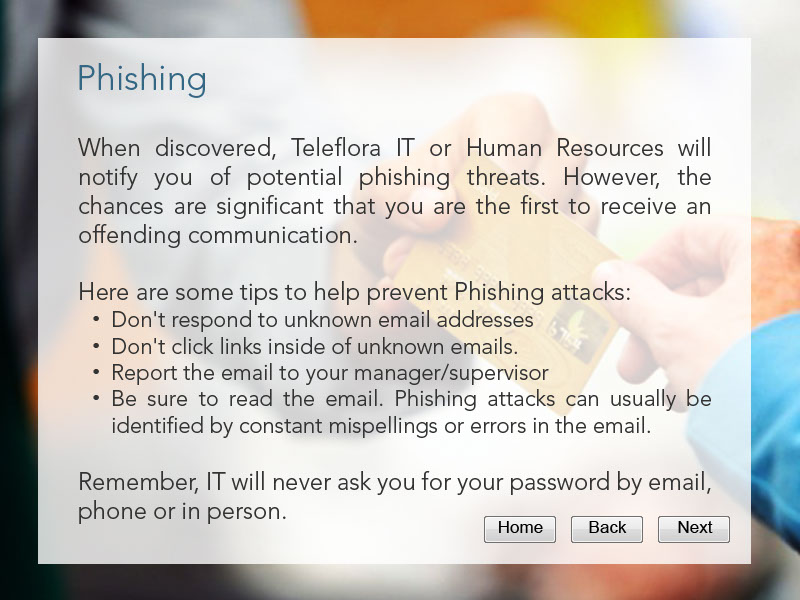 Phishing
When discovered, Teleflora IT or Human Resources will
notify you of potential phishing threats. However, the
chances are significant that you are the first to receive an
offending communication.
Here are some tips to help prevent Phishing attacks:
• Don't respond to unknown email addresses
• Don't click links inside of unknown emails.
• Report the email to your manager/supervisor
• Be sure to read the email. Phishing attacks can usually be
identified by constant mispellings or errors in the email.
Remember, IT will never ask you for your password by email,
phone or in person.
Home Back Next